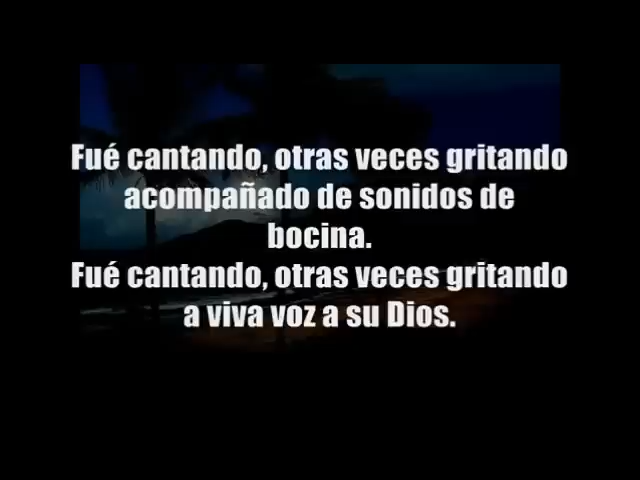 Fué cantando, otras veces gritando
acompañado de sonidos de
bocina.
Fué cantando, otras veces gritando
a viva voz a su Dios.